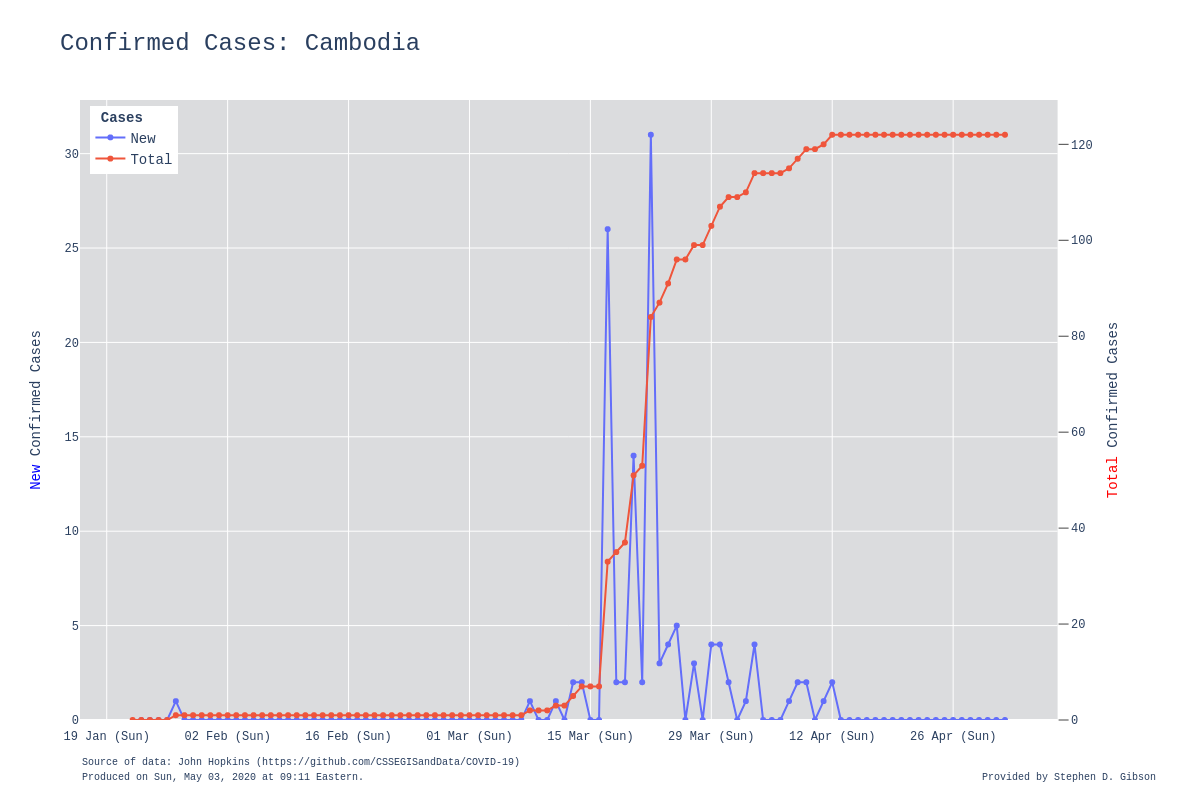 Confirmed Cases: Cambodia
Cases
New
Total
30
25
20
15
10
5
0
120
100
80
60
40
20
0
New Confirmed Cases
Total Confirmed Cases
19 Jan (Sun) 02 Feb (Sun) 16 Feb (Sun) 01 Mar (Sun) 15 Mar (Sun) 29 Mar (Sun) 12 Apr (Sun) 26 Apr (Sun)
Source of data: John Hopkins (https://github.com/CSSEGISandData/COVID-19)
Produced on Sun, May 03, 2020 at 09:11 Eastern.
Provided by Stephen D. Gibson